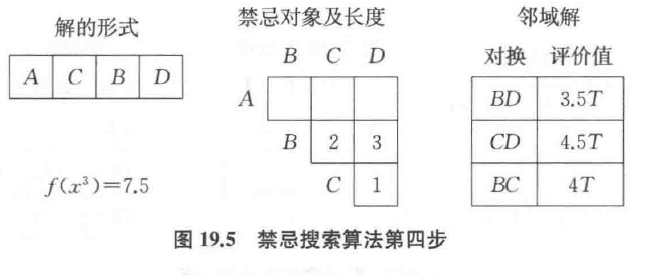 解的形式
A C B D
f(x³)=7.5
禁忌对象及长度
B C D
A
B 2 3
C 1
邻域解
对换 评价值
BD 3.5T
CD 4.5T
BC 4T
图 19.5 禁忌搜索算法第四步